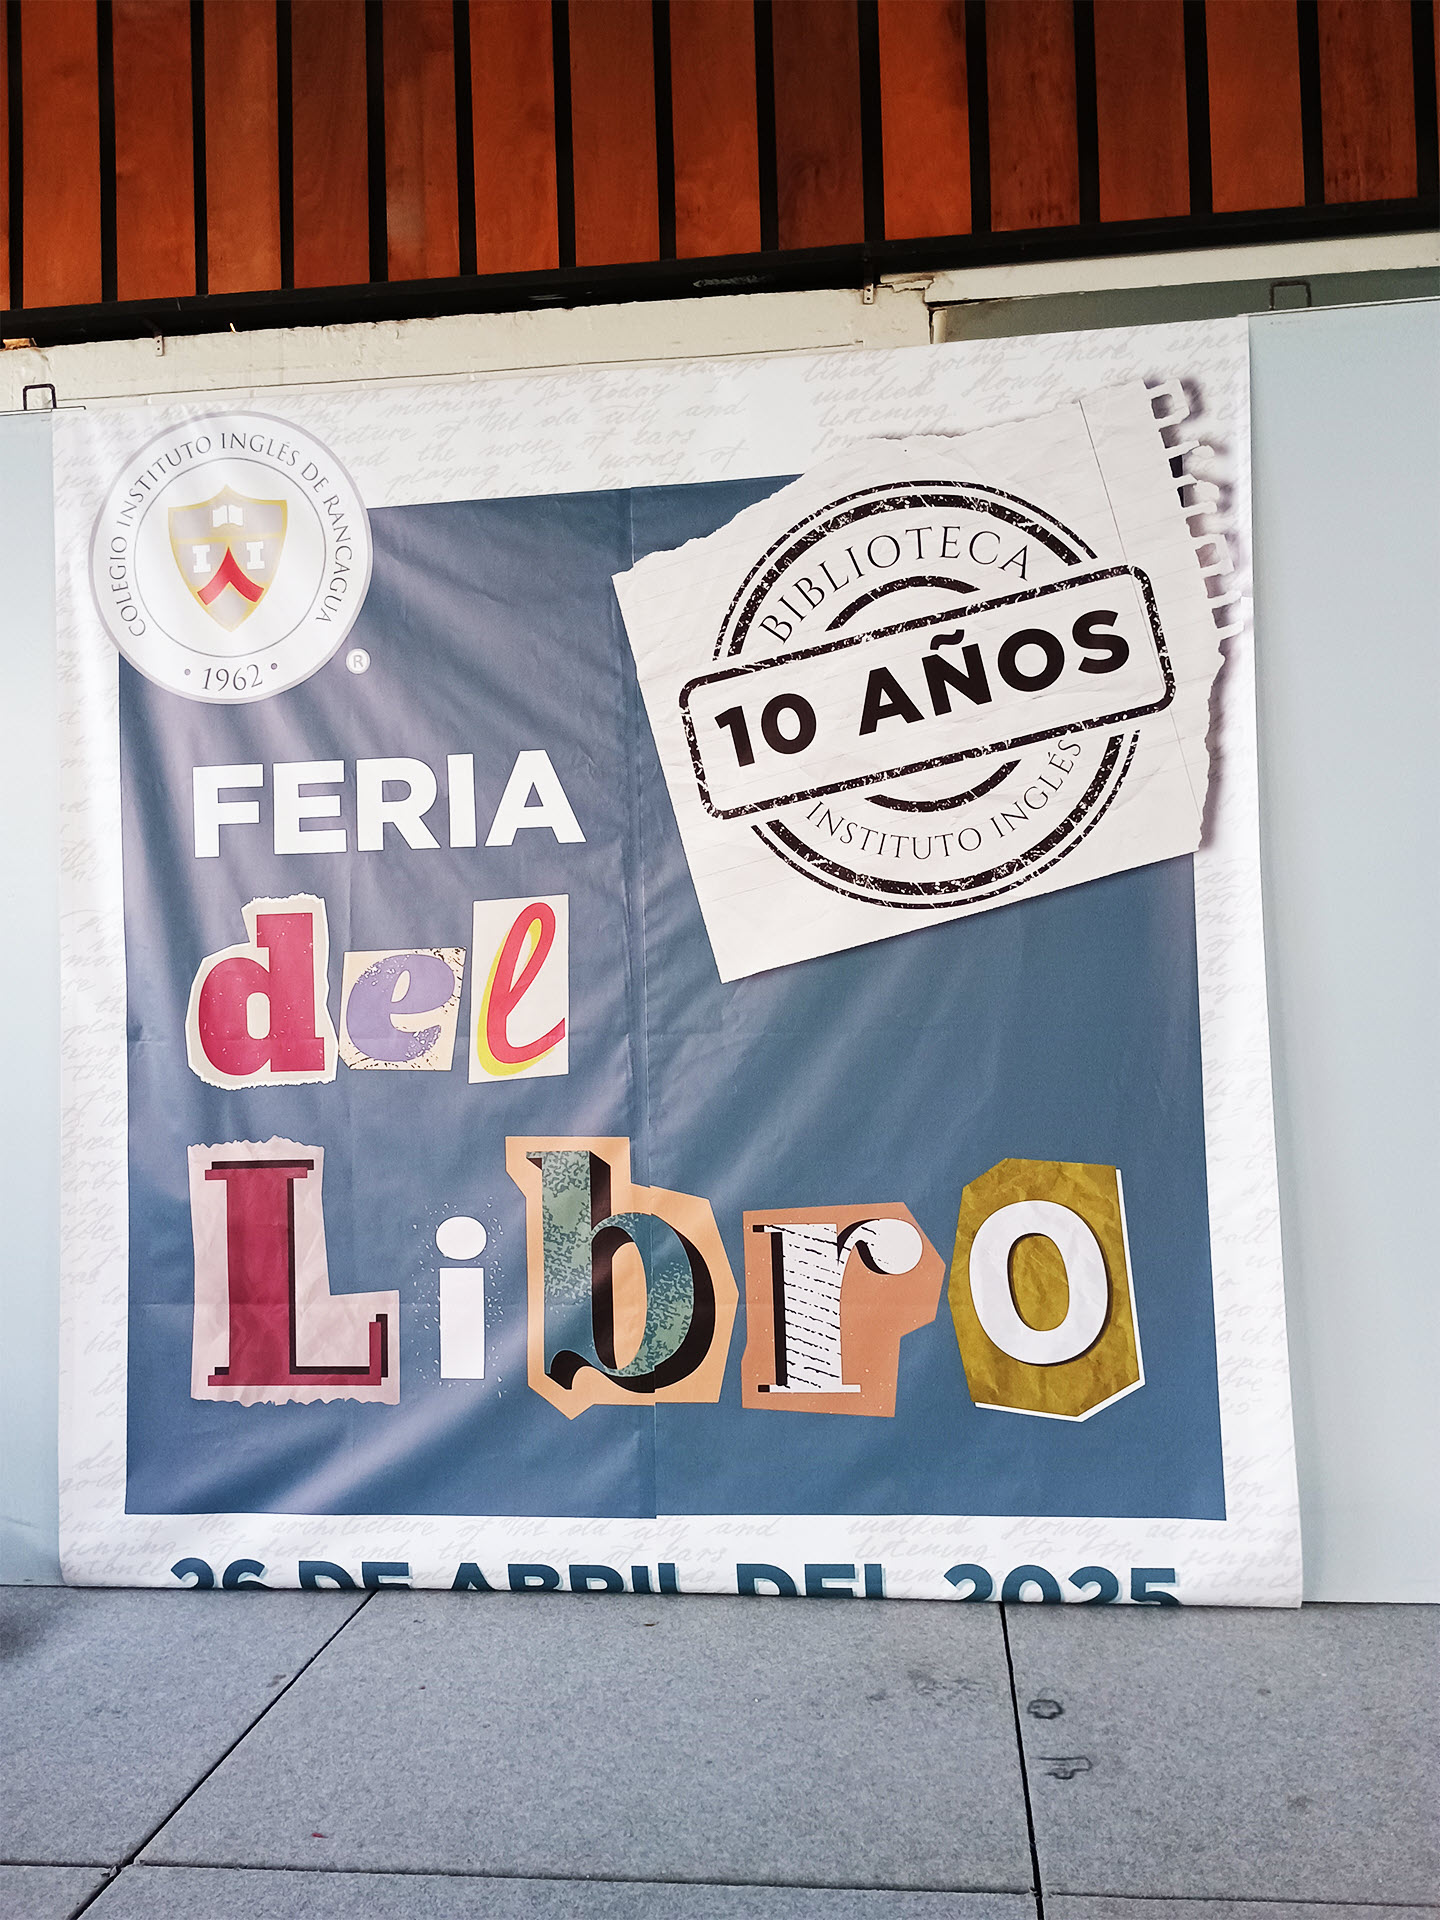 COLEGIO INSTITUTO INGLÉS DE RANCAGUA
• 1962 •
®
BIBLIOTECA
10 AÑOS
INSTITUTO INGLÉS
FERIA
del
Libro
26 DE ABRIL DEL 2025